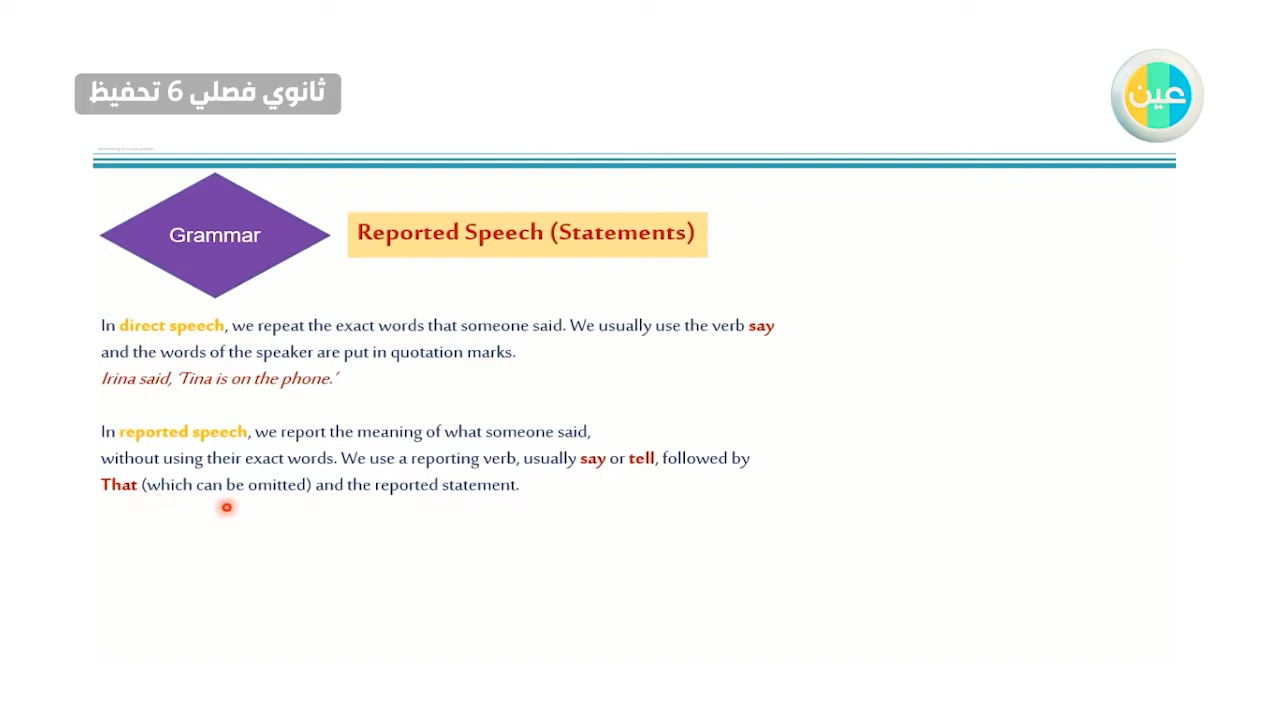 ثانوي فصلي 6 تحفيظ
عين
Grammar
Reported Speech (Statements)
In direct speech, we repeat the exact words that someone said. We usually use the verb say
and the words of the speaker are put in quotation marks.
Irina said, ‘Tina is on the phone.’
In reported speech, we report the meaning of what someone said,
without using their exact words. We use a reporting verb, usually say or tell, followed by
That (which can be omitted) and the reported statement.